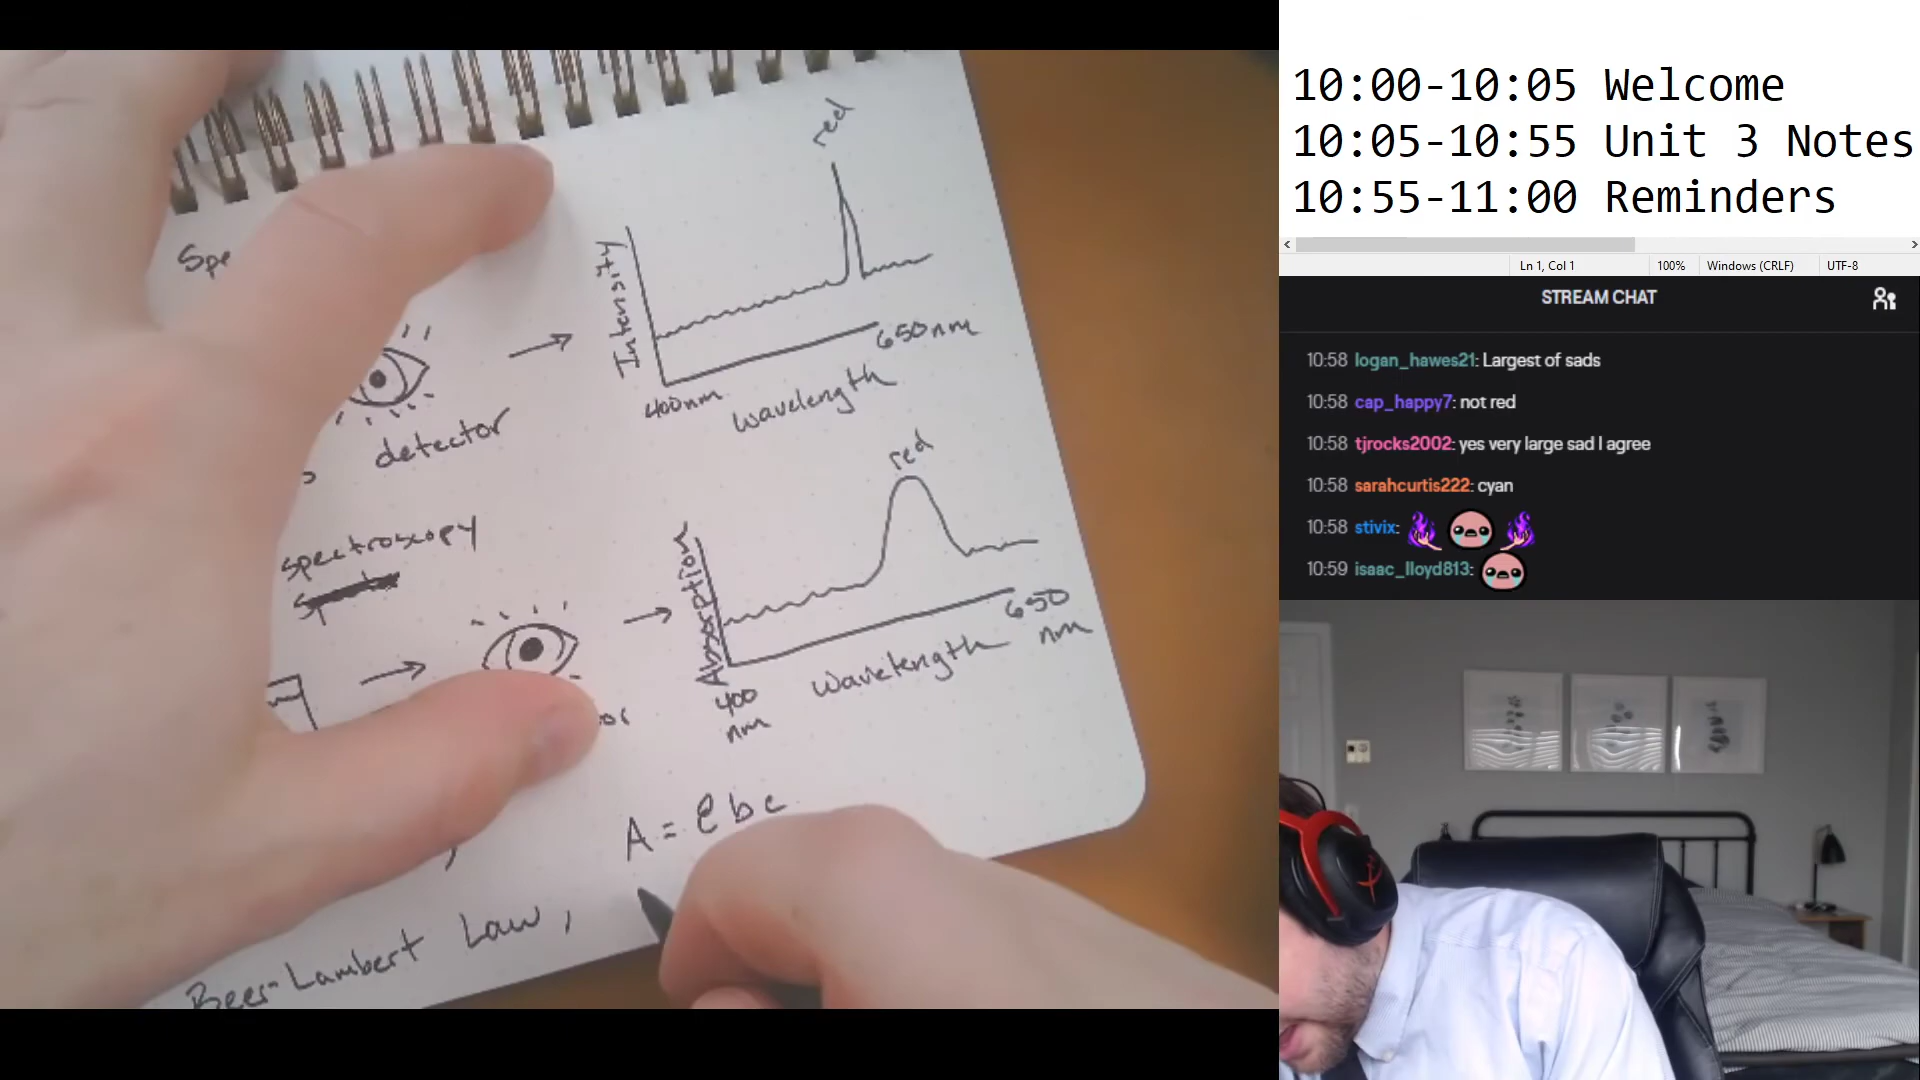 Spe
red
Intensity
650nm
400nm
wavelength
detector
spectroscopy
red
Absorption
650
nm
400
nm
wavelength
or
A = εbc
Beer-Lambert Law,
10:00-10:05 Welcome
10:05-10:55 Unit 3 Notes
10:55-11:00 Reminders
Ln 1, Col 1 100% Windows (CRLF) UTF-8
STREAM CHAT
10:58 logan_hawes21: Largest of sads
10:58 cap_happy7: not red
10:58 tjrocks2002: yes very large sad I agree
10:58 sarahcurtis222: cyan
10:58 stivix:
10:59 isaac_lloyd813: